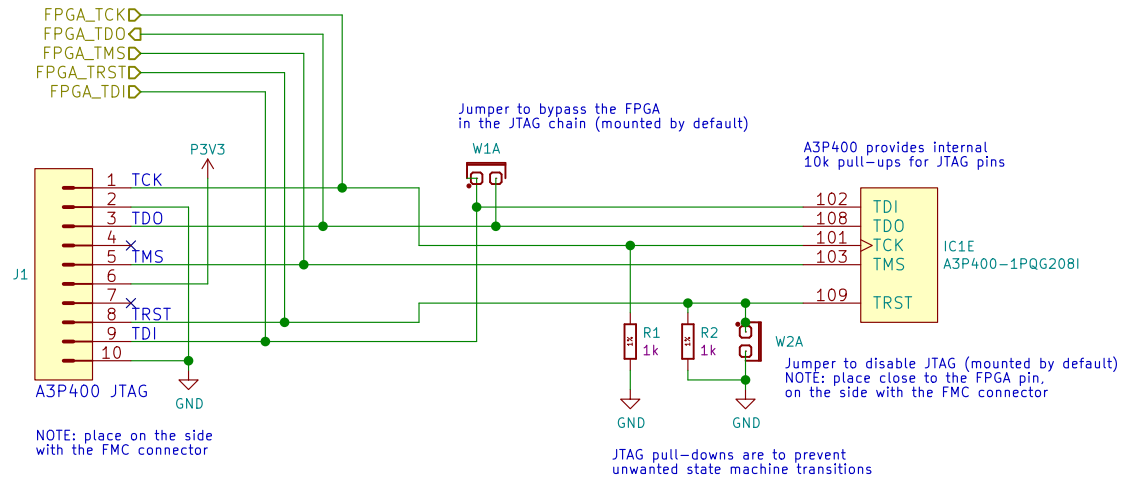 FPGA_TCK
FPGA_TDO
FPGA_TMS
FPGA_TRST
FPGA_TDI
Jumper to bypass the FPGA
in the JTAG chain (mounted by default)
W1A
P3V3
A3P400 provides internal
10k pull-ups for JTAG pins
1 TCK
2
3 TDO
4
5 TMS
6
7
8 TRST
9 TDI
10
J1
A3P400 JTAG
GND
NOTE: place on the side
with the FMC connector
102 TDI
108 TDO
101 TCK
103 TMS
109 TRST
IC1E
A3P400-1PQG208I
R1
1k
1%
R2
1k
1%
W2A
GND
GND
Jumper to disable JTAG (mounted by default)
NOTE: place close to the FPGA pin,
on the side with the FMC connector
JTAG pull-downs are to prevent
unwanted state machine transitions